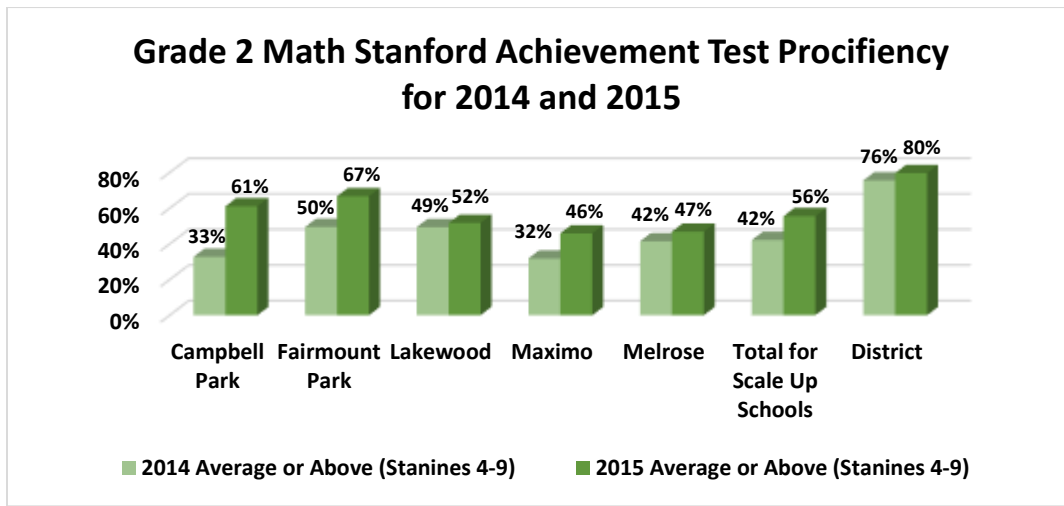 Grade 2 Math Stanford Achievement Test Procifiency
for 2014 and 2015
80%
60%
40%
20%
0%
33%
61%
50%
67%
49%
52%
32%
46%
42%
47%
42%
56%
76%
80%
Campbell
Park
Fairmount
Park
Lakewood
Maximo
Melrose
Total for
Scale Up
Schools
District
2014 Average or Above (Stanines 4-9)
2015 Average or Above (Stanines 4-9)